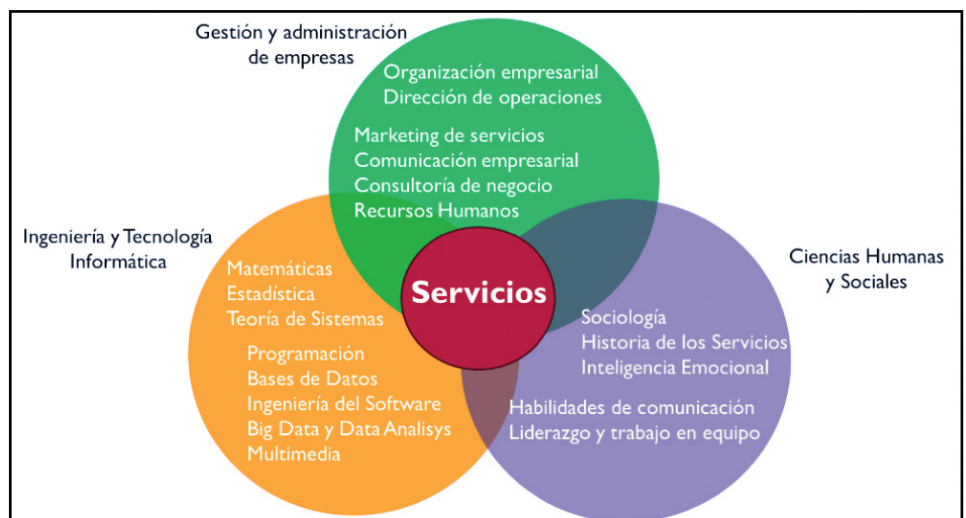 Gestión y administración
de empresas
Organización empresarial
Dirección de operaciones
Marketing de servicios
Comunicación empresarial
Consultoría de negocio
Recursos Humanos
Ingeniería y Tecnología
Informática
Matemáticas
Estadística
Teoría de Sistemas
Programación
Bases de Datos
Ingeniería del Software
Big Data y Data Analisys
Multimedia
Servicios
Ciencias Humanas
y Sociales
Sociología
Historia de los Servicios
Inteligencia Emocional
Habilidades de comunicación
Liderazgo y trabajo en equipo